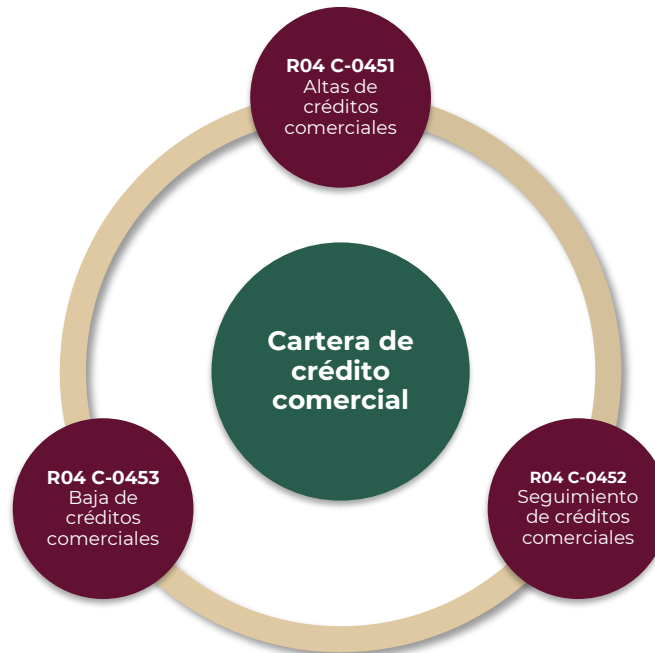 R04 C-0451
Altas de
créditos
comerciales
Cartera de
crédito
comercial
R04 C-0453
Baja de
créditos
comerciales
R04 C-0452
Seguimiento
de créditos
comerciales